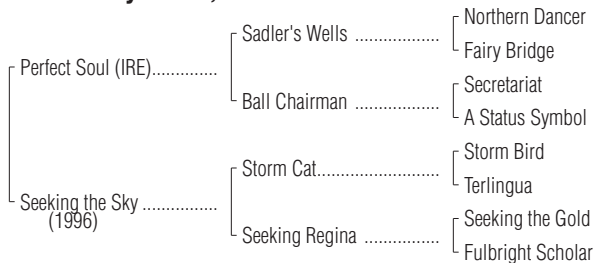 Northern Dancer
Sadler's Wells ..................
Fairy Bridge
Perfect Soul (IRE)..............
Secretariat
Ball Chairman ..................
A Status Symbol
Storm Bird
Storm Cat..........................
Terlingua
Seeking the Sky ................
(1996)
Seeking the Gold
Seeking Regina ................
Fulbright Scholar